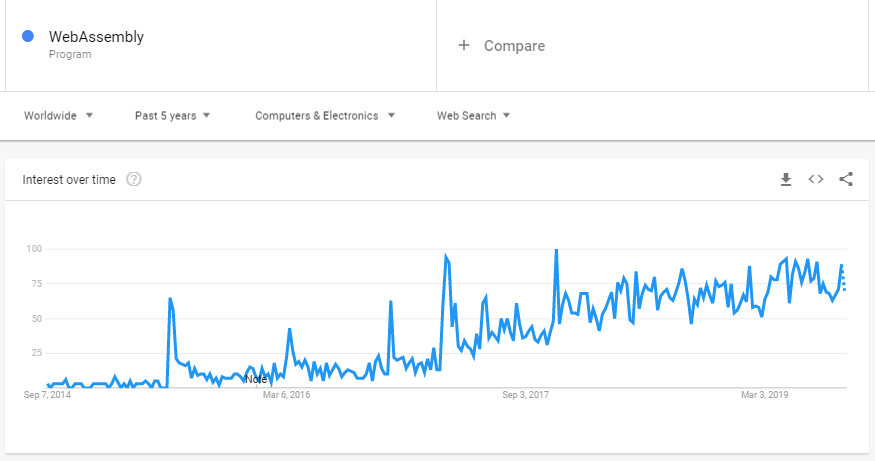 WebAssembly
Program
+ Compare
Worldwide
Past 5 years
Computers & Electronics
Web Search
Interest over time
?
<>
100
75
50
25
Note
Sep 7, 2014
Mar 6, 2016
Sep 3, 2017
Mar 3, 2019